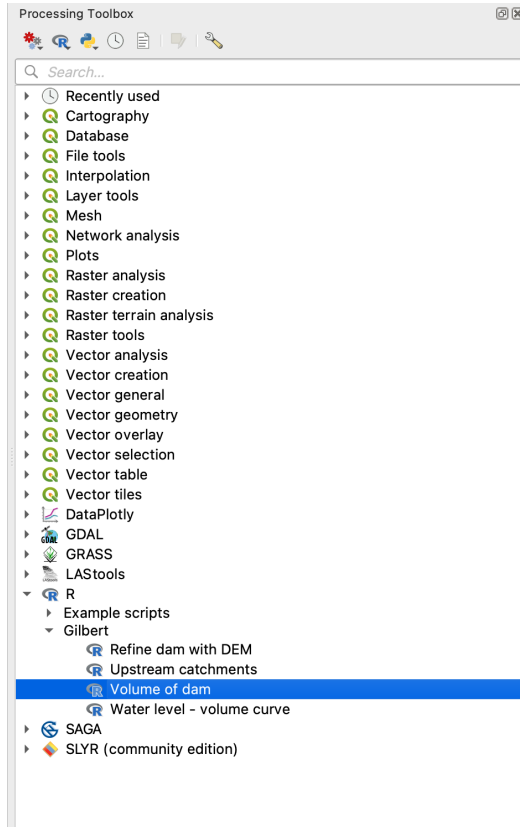 Processing Toolbox
Search...
Recently used
Cartography
Database
File tools
Interpolation
Layer tools
Mesh
Network analysis
Plots
Raster analysis
Raster creation
Raster terrain analysis
Raster tools
Vector analysis
Vector creation
Vector general
Vector geometry
Vector overlay
Vector selection
Vector table
Vector tiles
DataPlotly
GDAL
GRASS
LAStools
R
Example scripts
Gilbert
Refine dam with DEM
Upstream catchments
Volume of dam
Water level - volume curve
SAGA
SLYR (community edition)